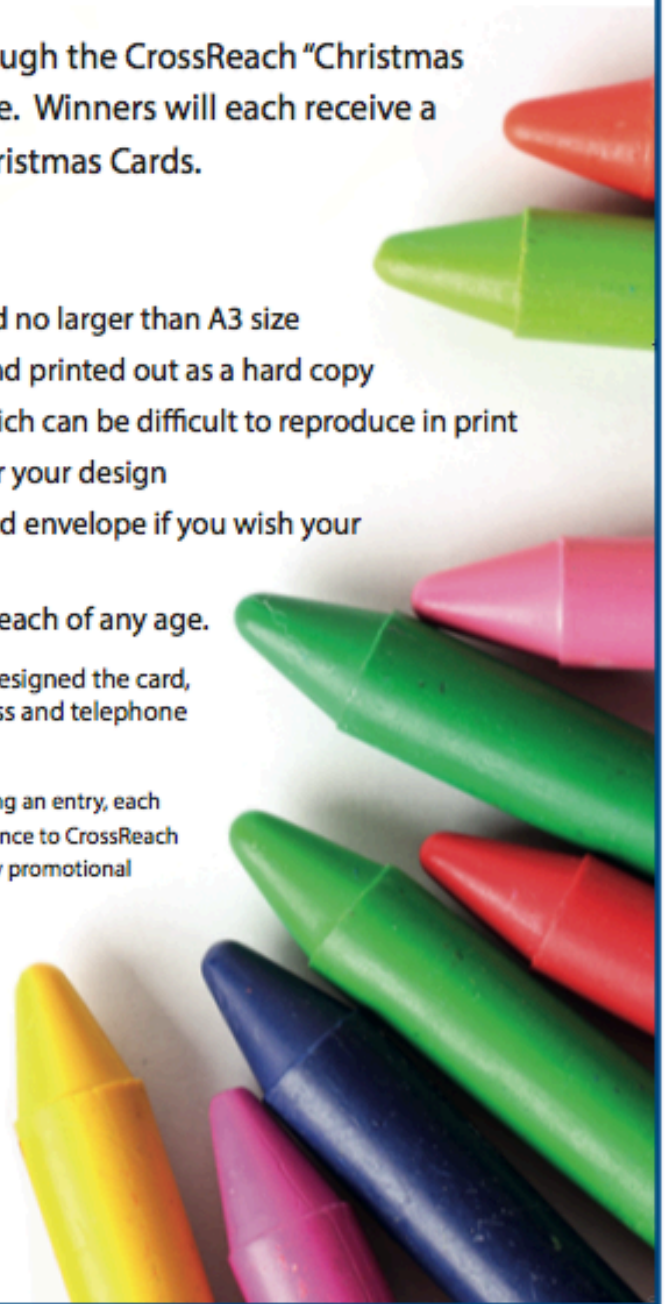 ugh the CrossReach “Christmas
e. Winners will each receive a
ristmas Cards.
d no larger than A3 size
nd printed out as a hard copy
ich can be difficult to reproduce in print
r your design
d envelope if you wish your
each of any age.
esigned the card,
ss and telephone
ng an entry, each
nce to CrossReach
y promotional